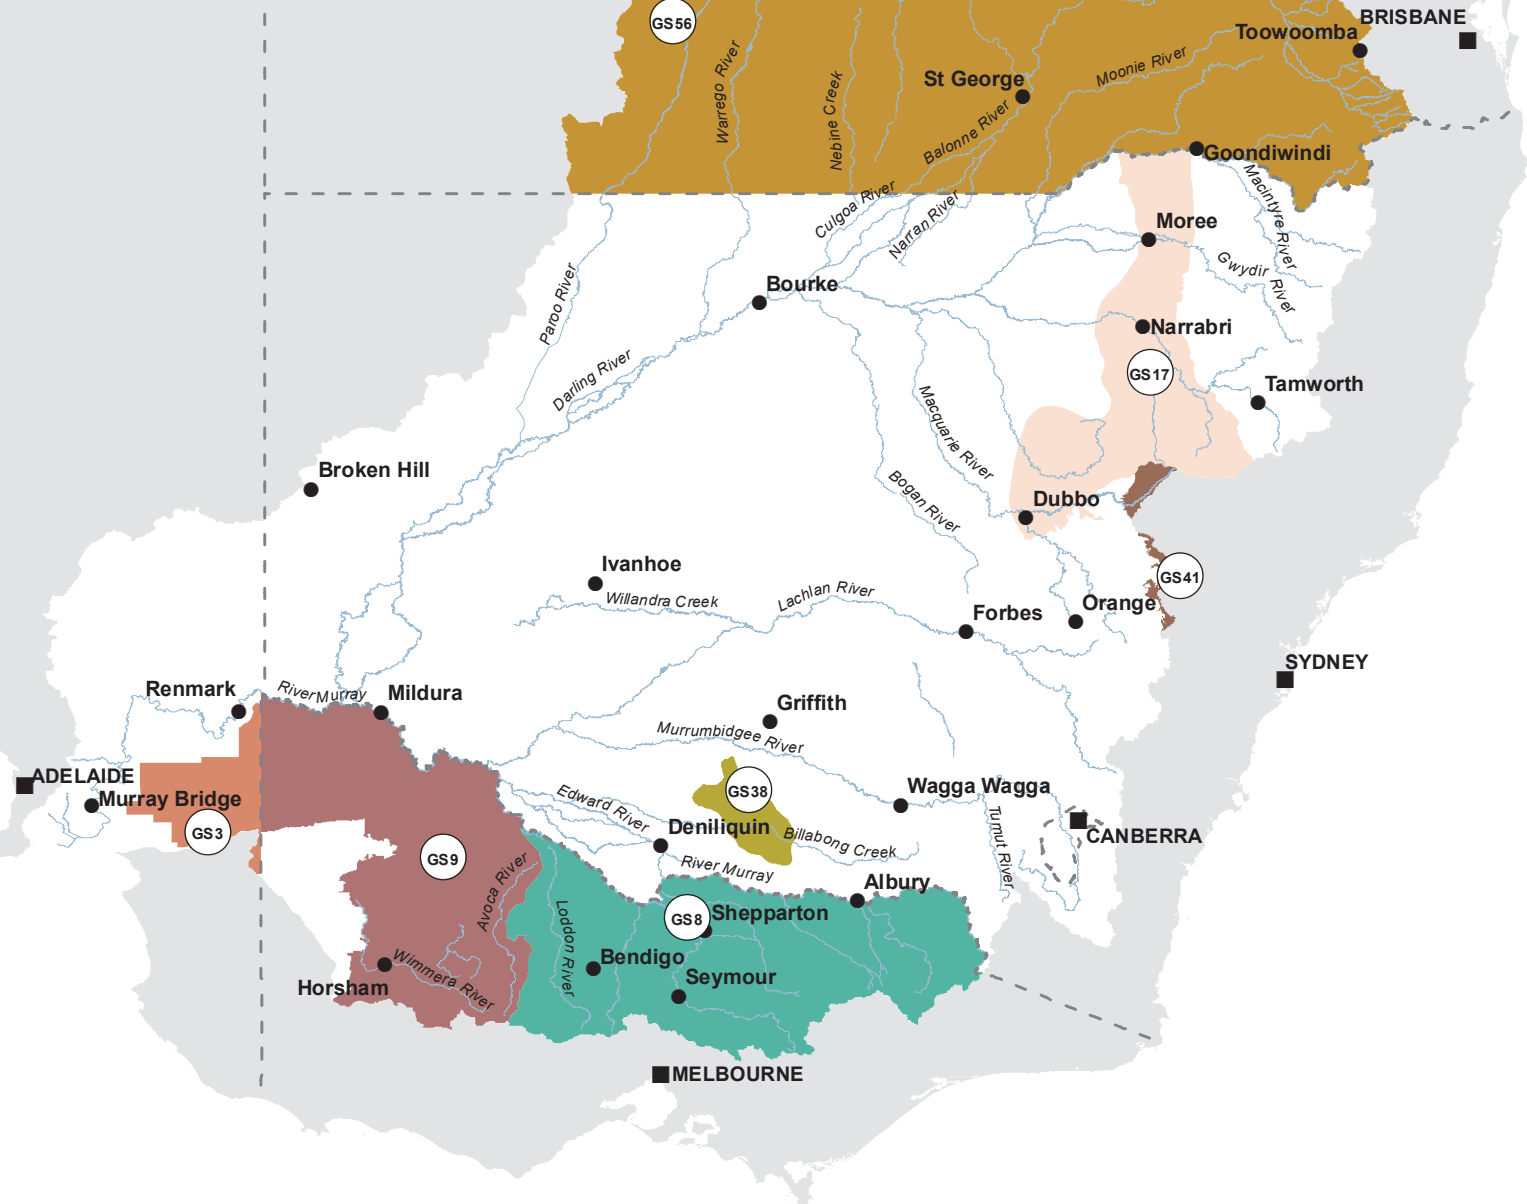 BRISBANE
GS56
Toowoomba
Warrego River
Moonie River
Nebine Creek
St George
Balonne River
Goondiwindi
Macintyre River
Culgoa River
Narran River
Moree
Gwydir River
Paroo River
Bourke
Narrabri
Darling River
GS17
Tamworth
Macquarie River
Broken Hill
Bogan River
Dubbo
Ivanhoe
GS41
Willandra Creek
Lachlan River
Forbes
Orange
SYDNEY
Renmark
River Murray
Mildura
Griffith
Murrumbidgee River
ADELAIDE
Murray Bridge
GS3
GS38
Wagga Wagga
Edward River
Deniliquin
Billabong Creek
Tumut River
CANBERRA
GS9
River Murray
Albury
Avoca River
Loddon River
GS8
Shepparton
Bendigo
Seymour
Wimmera River
Horsham
MELBOURNE